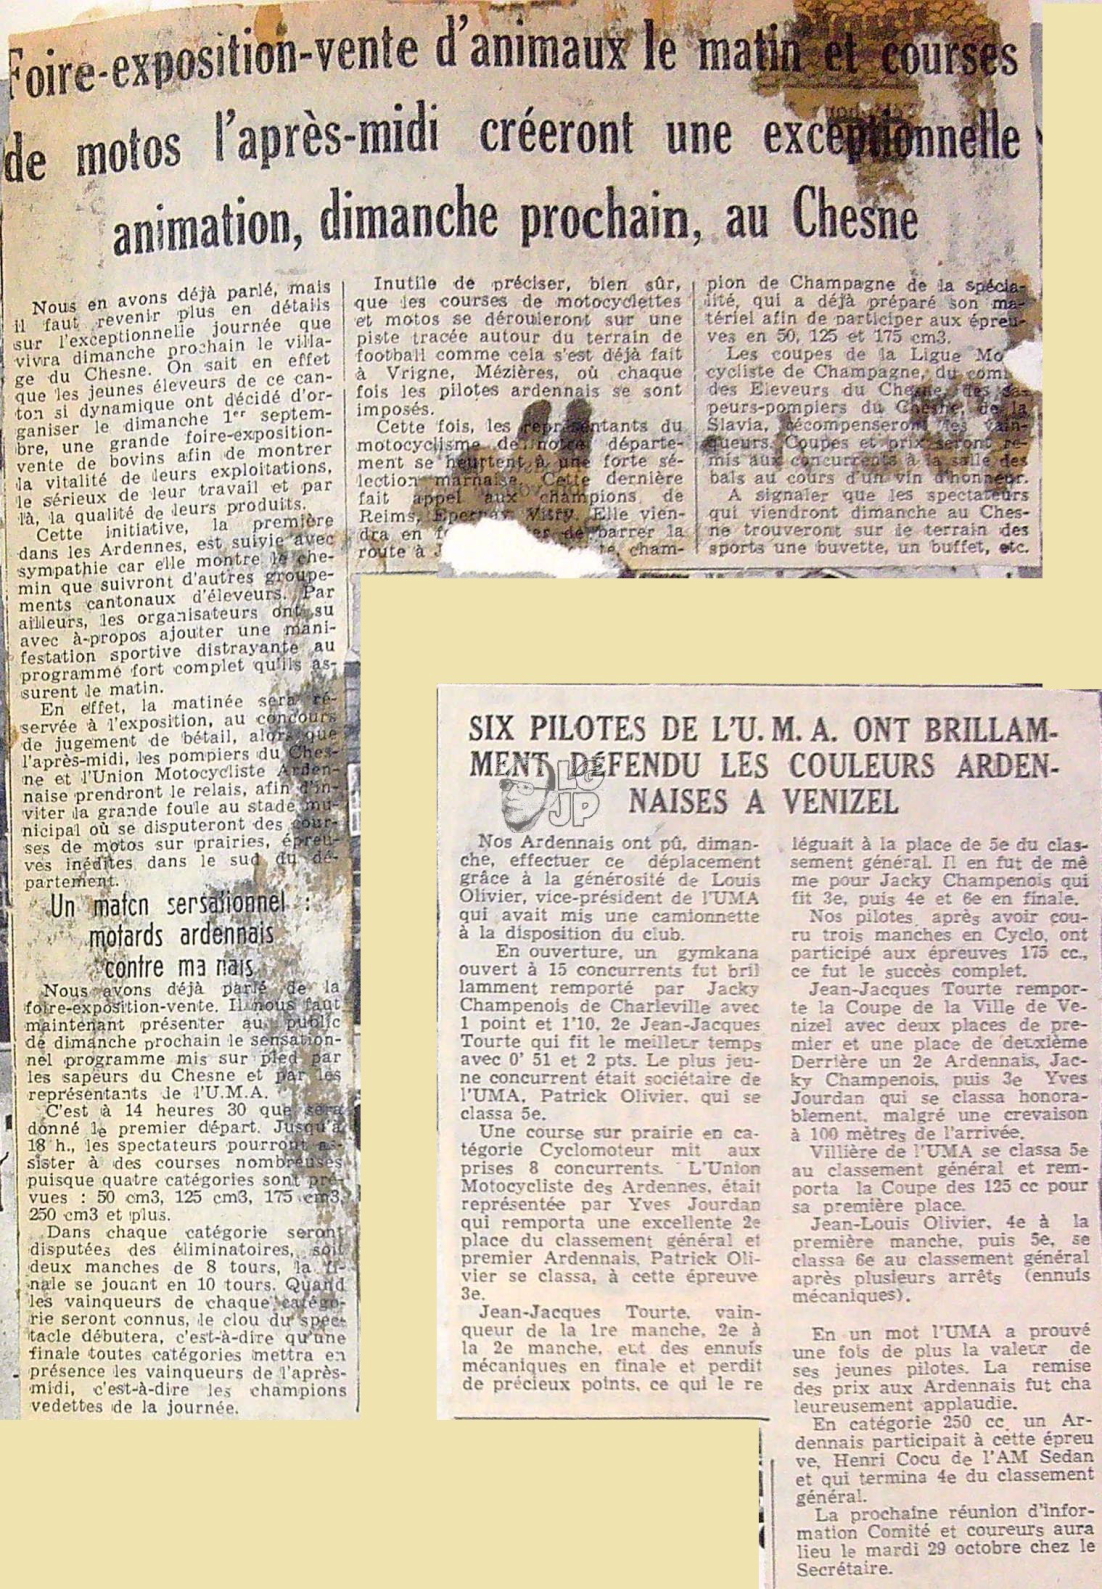 Foire-exposition-vente d'animaux le matin et courses
de motos l'après-midi créeront une exceptionnelle
animation, dimanche prochain, au Chesne
Nous en avons déjà parlé, mais
il faut revenir plus en détails
sur l'exceptionnelle journée que
vivra dimanche prochain le villa-
ge du Chesne. On sait en effet
que les jeunes éleveurs de ce can-
ton si dynamique ont décidé d'or-
ganiser le dimanche 1er septem-
bre, une grande foire-exposition-
vente de bovins afin de montrer
la vitalité de leurs exploitations,
le sérieux de leur travail et par
là, la qualité de leurs produits.
Cette initiative, la première
dans les Ardennes, est suivie avec
sympathie car elle montre le che-
min que suivront d'autres groupe-
ments cantonaux d'éleveurs. Par
ailleurs, les organisateurs ont su
avec à-propos ajouter une mani-
festation sportive distrayante au
programme fort complet qu'ils as-
surent le matin.
En effet, la matinée sera ré-
servée à l'exposition, au concours
de jugement de bétail, alors que
l'après-midi, les pompiers du Ches-
ne et l'Union Motocycliste Arden-
naise prendront le relais, afin d'in-
viter la grande foule au stade mu-
nicipal où se disputeront des cour-
ses de motos sur prairies, épreu-
ves inédites dans le sud du dé-
partement.
Un match sensationnel :
motards ardennais
contre marnais
Nous avons déjà parlé de la
foire-exposition-vente. Il nous faut
maintenant présenter au public
de dimanche prochain le sensation-
nel programme mis sur pied par
les sapeurs du Chesne et par les
représentants de l'U.M.A.
C'est à 14 heures 30 que sera
donné le premier départ. Jusqu'à
18 h., les spectateurs pourront as-
sister à des courses nombreuses
puisque quatre catégories sont pré-
vues : 50 cm3, 125 cm3, 175 cm3,
250 cm3 et plus.
Dans chaque catégorie seront
disputées des éliminatoires, soit
deux manches de 8 tours, la fi-
nale se jouant en 10 tours. Quand
les vainqueurs de chaque catégo-
rie seront connus, le clou du spec-
tacle débutera, c'est-à-dire qu'une
finale toutes catégories mettra en
présence les vainqueurs de l'après-
midi, c'est-à-dire les champions
vedettes de la journée.
Inutile de préciser, bien sûr,
que les courses de motocyclettes
et motos se dérouleront sur une
piste tracée autour du terrain de
football comme cela s'est déjà fait
à Vrigne, Mézières, où chaque
fois les pilotes ardennais se sont
imposés.
Cette fois, les représentants du
motocyclisme de notre départe-
ment se heurtent à une forte sé-
lection marnaise. Cette dernière
fait appel aux champions de
Reims, Epernay, Vitry. Elle vien-
dra en de barrer la
route à cham-
pion de Champagne de la spécia-
lité, qui a déjà préparé son ma-
tériel afin de participer aux épreu-
ves en 50, 125 et 175 cm3.
Les coupes de la Ligue Mo
cycliste de Champagne, du com
des Eleveurs du Chesne, des sa-
peurs-pompiers du Chesne, de la
Slavia, récompenseront les vain-
queurs. Coupes et prix seront re-
mis aux concurrents à la salle des
bals au cours d'un vin d'honneur.
A signaler que les spectateurs
qui viendront dimanche au Ches-
ne trouveront sur le terrain des
sports une buvette, un buffet, etc.
SIX PILOTES DE L'U.M.A. ONT BRILLAM-
MENT DÉFENDU LES COULEURS ARDEN-
NAISES A VENIZEL
LG
JP
Nos Ardennais ont pû, diman-
che, effectuer ce déplacement
grâce à la générosité de Louis
Olivier, vice-président de l'UMA
qui avait mis une camionnette
à la disposition du club.
En ouverture, un gymkana
ouvert à 15 concurrents fut bril
lamment remporté par Jacky
Champenois de Charleville avec
1 point et 1'10, 2e Jean-Jacques
Tourte qui fit le meilleur temps
avec 0' 51 et 2 pts. Le plus jeu-
ne concurrent était sociétaire de
l'UMA, Patrick Olivier, qui se
classa 5e.
Une course sur prairie en ca-
tégorie Cyclomoteur mit aux
prises 8 concurrents. L'Union
Motocycliste des Ardennes, était
représentée par Yves Jourdan
qui remporta une excellente 2e
place du classement général et
premier Ardennais, Patrick Oli-
vier se classa, à cette épreuve
3e.
Jean-Jacques Tourte, vain-
queur de la 1re manche, 2e à
la 2e manche, eut des ennuis
mécaniques en finale et perdit
de précieux points, ce qui le re
léguait à la place de 5e du clas-
sement général. Il en fut de mê
me pour Jacky Champenois qui
fit 3e, puis 4e et 6e en finale.
Nos pilotes, après avoir cou-
ru trois manches en Cyclo, ont
participé aux épreuves 175 cc.,
ce fut le succès complet.
Jean-Jacques Tourte rempor-
te la Coupe de la Ville de Ve-
nizel avec deux places de pre-
mier et une place de deuxième
Derrière un 2e Ardennais, Jac-
ky Champenois, puis 3e Yves
Jourdan qui se classa honora-
blement, malgré une crevaison
à 100 mètres de l'arrivée.
Villière de l'UMA se classa 5e
au classement général et rem-
porta la Coupe des 125 cc pour
sa première place.
Jean-Louis Olivier, 4e à la
première manche, puis 5e, se
classa 6e au classement général
après plusieurs arrêts (ennuis
mécaniques).
En un mot l'UMA a prouvé
une fois de plus la valeur de
ses jeunes pilotes. La remise
des prix aux Ardennais fut cha
leureusement applaudie.
En catégorie 250 cc, un Ar-
dennais participait à cette épreu
ve, Henri Cocu de l'AM Sedan
et qui termina 4e du classement
général.
La prochaine réunion d'infor-
mation Comité et coureurs aura
lieu le mardi 29 octobre chez le
Secrétaire.